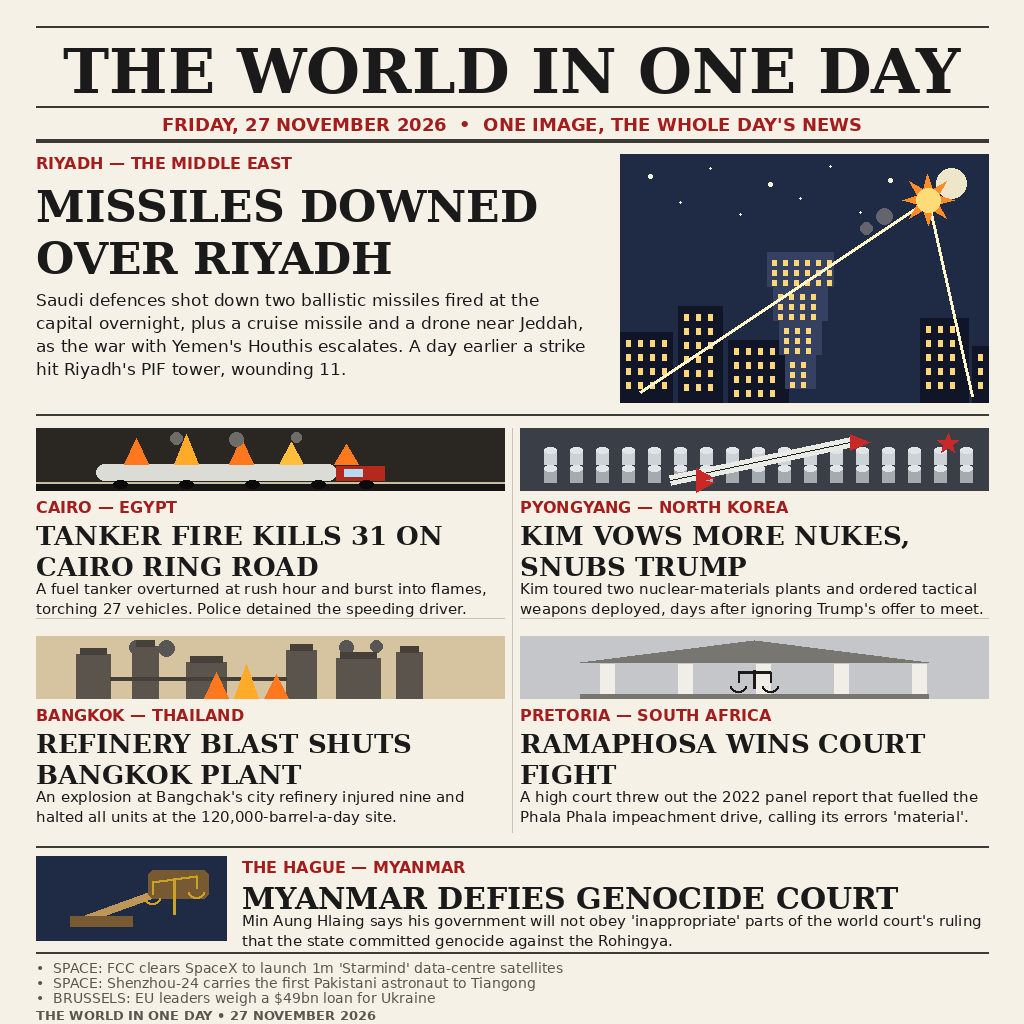 THE WORLD IN ONE DAY
FRIDAY, 27 NOVEMBER 2026 • ONE IMAGE, THE WHOLE DAY'S NEWS
RIYADH — THE MIDDLE EAST
MISSILES DOWNED
OVER RIYADH
Saudi defences shot down two ballistic missiles fired at the
capital overnight, plus a cruise missile and a drone near Jeddah,
as the war with Yemen's Houthis escalates. A day earlier a strike
hit Riyadh's PIF tower, wounding 11.
CAIRO — EGYPT
TANKER FIRE KILLS 31 ON
CAIRO RING ROAD
A fuel tanker overturned at rush hour and burst into flames,
torching 27 vehicles. Police detained the speeding driver.
PYONGYANG — NORTH KOREA
KIM VOWS MORE NUKES,
SNUBS TRUMP
Kim toured two nuclear-materials plants and ordered tactical
weapons deployed, days after ignoring Trump's offer to meet.
BANGKOK — THAILAND
REFINERY BLAST SHUTS
BANGKOK PLANT
An explosion at Bangchak's city refinery injured nine and
halted all units at the 120,000-barrel-a-day site.
PRETORIA — SOUTH AFRICA
RAMAPHOSA WINS COURT
FIGHT
A high court threw out the 2022 panel report that fuelled the
Phala Phala impeachment drive, calling its errors 'material'.
THE HAGUE — MYANMAR
MYANMAR DEFIES GENOCIDE COURT
Min Aung Hlaing says his government will not obey 'inappropriate' parts of the world court's ruling
that the state committed genocide against the Rohingya.
• SPACE: FCC clears SpaceX to launch 1m 'Starmind' data-centre satellites
• SPACE: Shenzhou-24 carries the first Pakistani astronaut to Tiangong
• BRUSSELS: EU leaders weigh a $49bn loan for Ukraine
THE WORLD IN ONE DAY • 27 NOVEMBER 2026